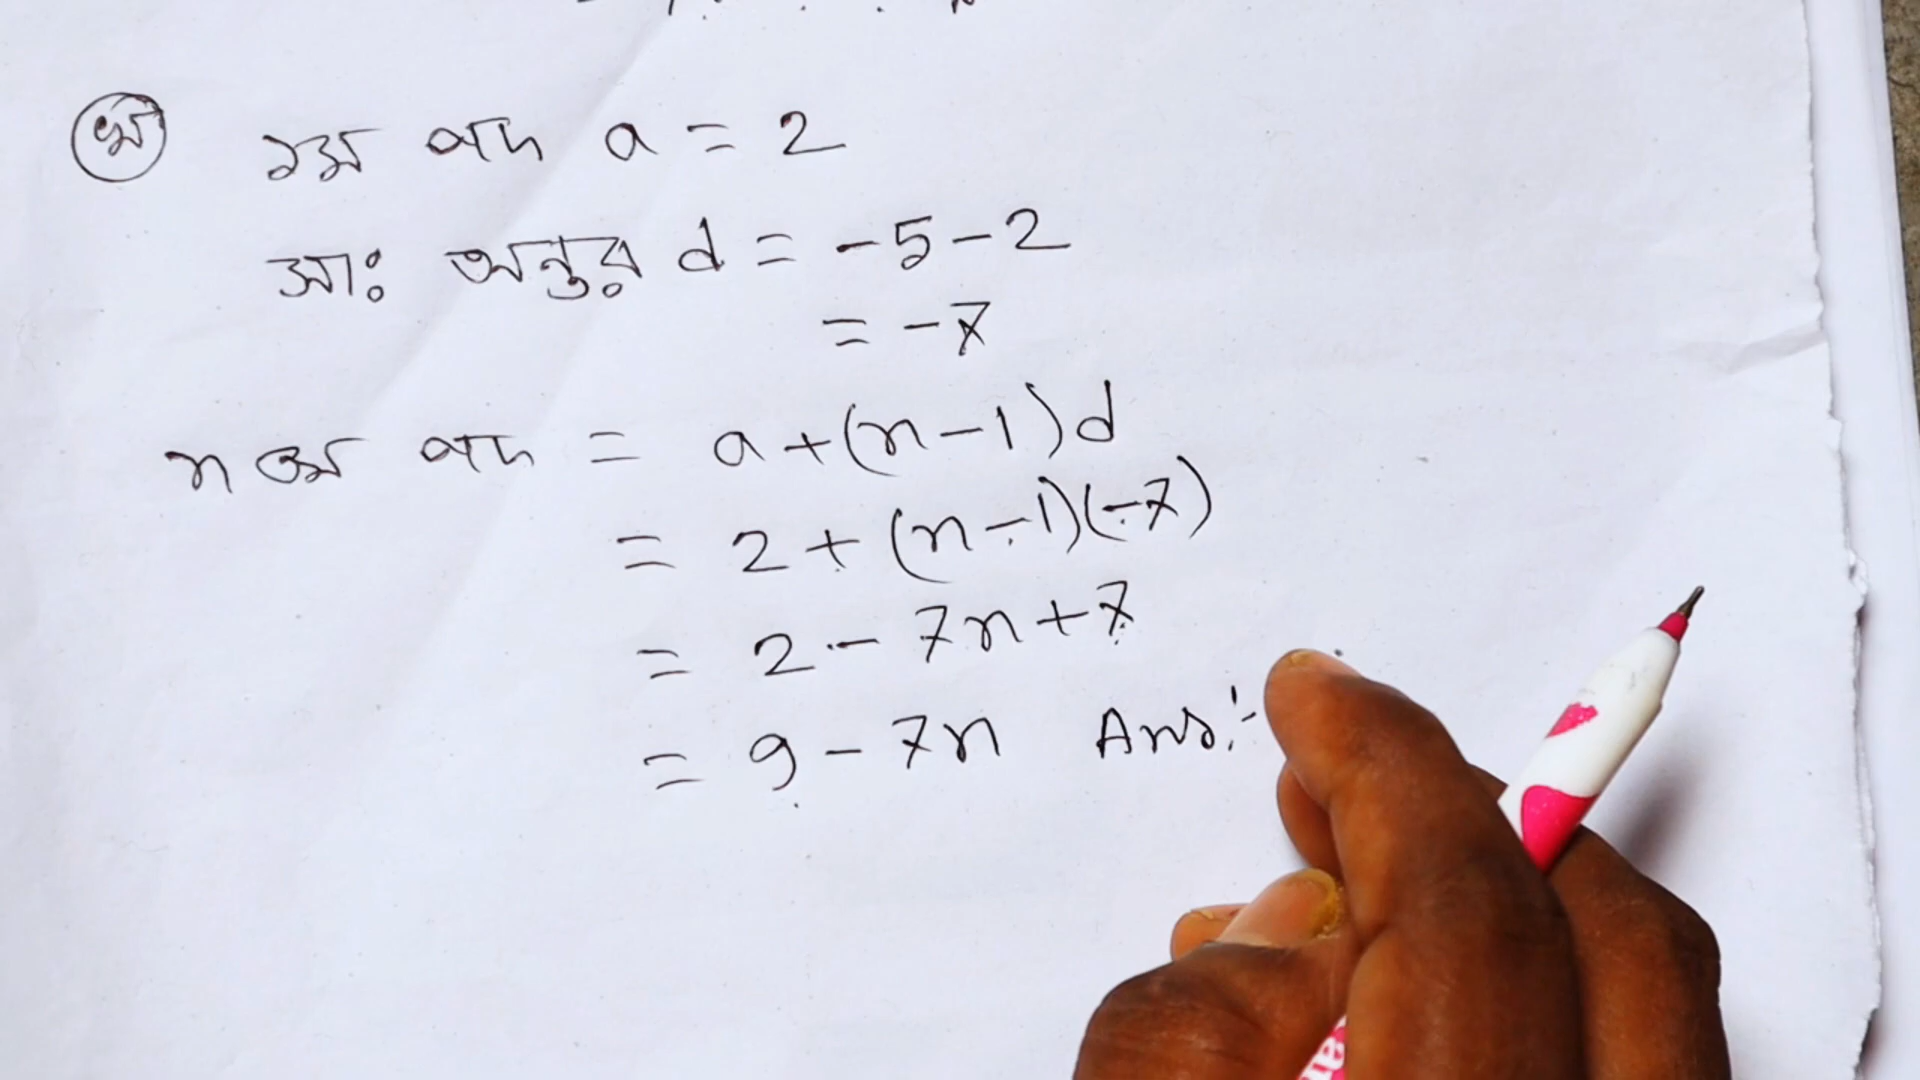 খ ১ম পদ a = 2
সাঃ অন্তর d = -5-2
= -7
n তম পদ = a+(n-1)d
= 2+(n-1)(-7)
= 2-7n+7
= 9-7n Ans:-